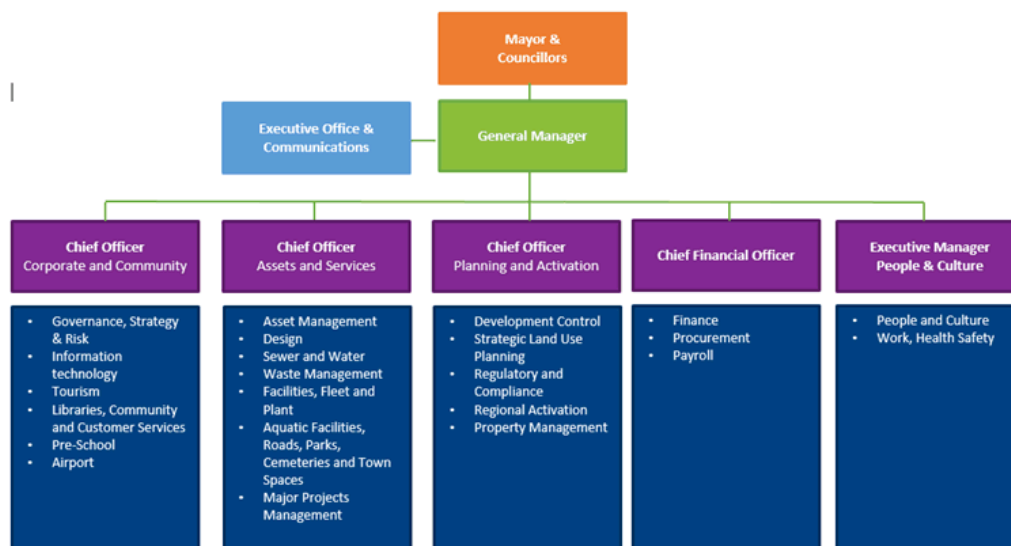 Mayor &
Councillors
Executive Office &
Communications
General Manager
Chief Officer
Corporate and Community
Chief Officer
Assets and Services
Chief Officer
Planning and Activation
Chief Financial Officer
Executive Manager
People & Culture
• Governance, Strategy
& Risk
• Information
technology
• Tourism
• Libraries, Community
and Customer Services
• Pre-School
• Airport
• Asset Management
• Design
• Sewer and Water
• Waste Management
• Facilities, Fleet and
Plant
• Aquatic Facilities,
Roads, Parks,
Cemeteries and Town
Spaces
• Major Projects
Management
• Development Control
• Strategic Land Use
Planning
• Regulatory and
Compliance
• Regional Activation
• Property Management
• Finance
• Procurement
• Payroll
• People and Culture
• Work, Health Safety